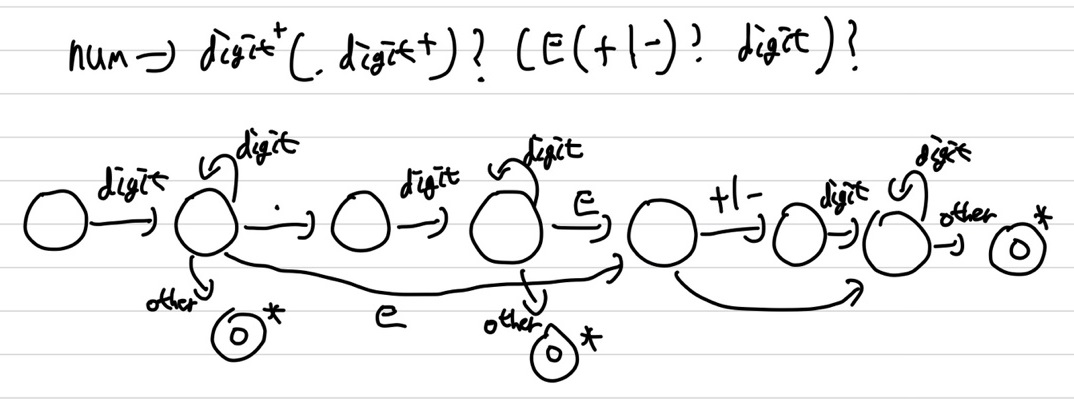 num → digit⁺(. digit⁺)? (E(+|-)? digit)?
digit digit digit
digit . digit E +|- digit other *
other * E other *